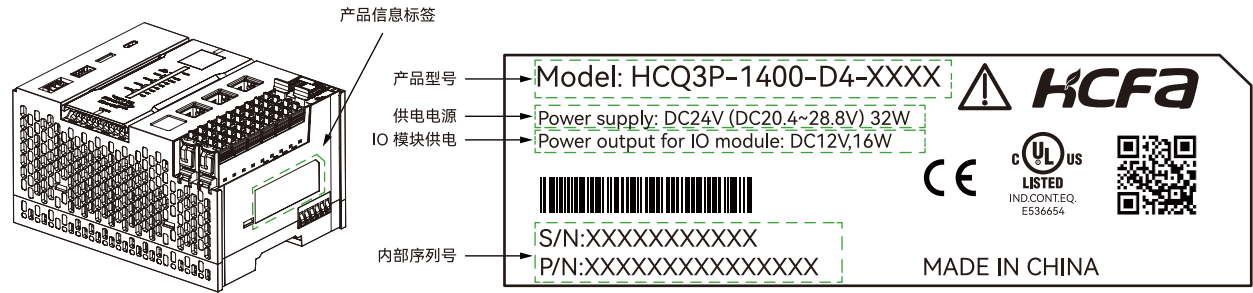 产品信息标签
产品型号
供电电源
IO 模块供电
内部序列号
Model: HCQ3P-1400-D4-XXXX
Power supply: DC24V (DC20.4~28.8V) 32W
Power output for IO module: DC12V,16W
S/N:XXXXXXXXXXX
P/N:XXXXXXXXXXXXXXX
HCFa
CE
c UL US
LISTED
IND.CONT.EQ.
E536654
MADE IN CHINA